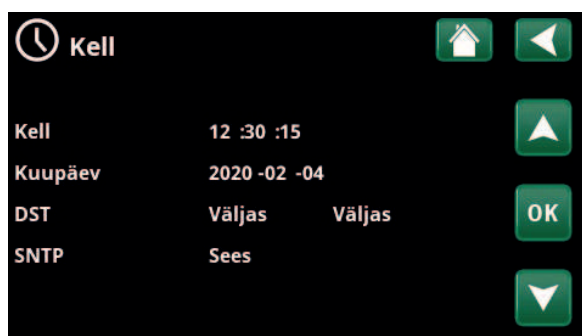 Kell
Kell 12 :30 :15
Kuupäev 2020 -02 -04
DST Väljas Väljas
OK
SNTP Sees